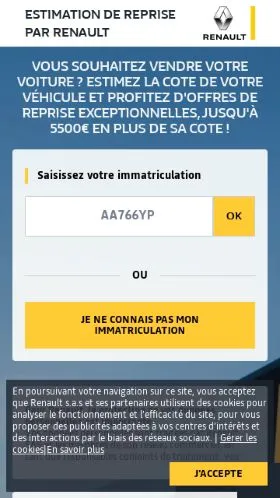 ESTIMATION DE REPRISE
PAR RENAULT
RENAULT
VOUS SOUHAITEZ VENDRE VOTRE
VOITURE ? ESTIMEZ LA COTE DE VOTRE
VÉHICULE ET PROFITEZ D'OFFRES DE
REPRISE EXCEPTIONNELLES, JUSQU'À
5500€ EN PLUS DE SA COTE !
Saisissez votre immatriculation
AA766YP
OK
OU
JE NE CONNAIS PAS MON
IMMATRICULATION
En poursuivant votre navigation sur ce site, vous acceptez
que Renault s.a.s et ses partenaires utilisent des cookies pour
analyser le fonctionnement et l'efficacité du site, pour vous
proposer des publicités adaptées à vos centres d'intérêts et
des interactions par le biais des réseaux sociaux. | Gérer les
cookies|En savoir plus
J'ACCEPTE